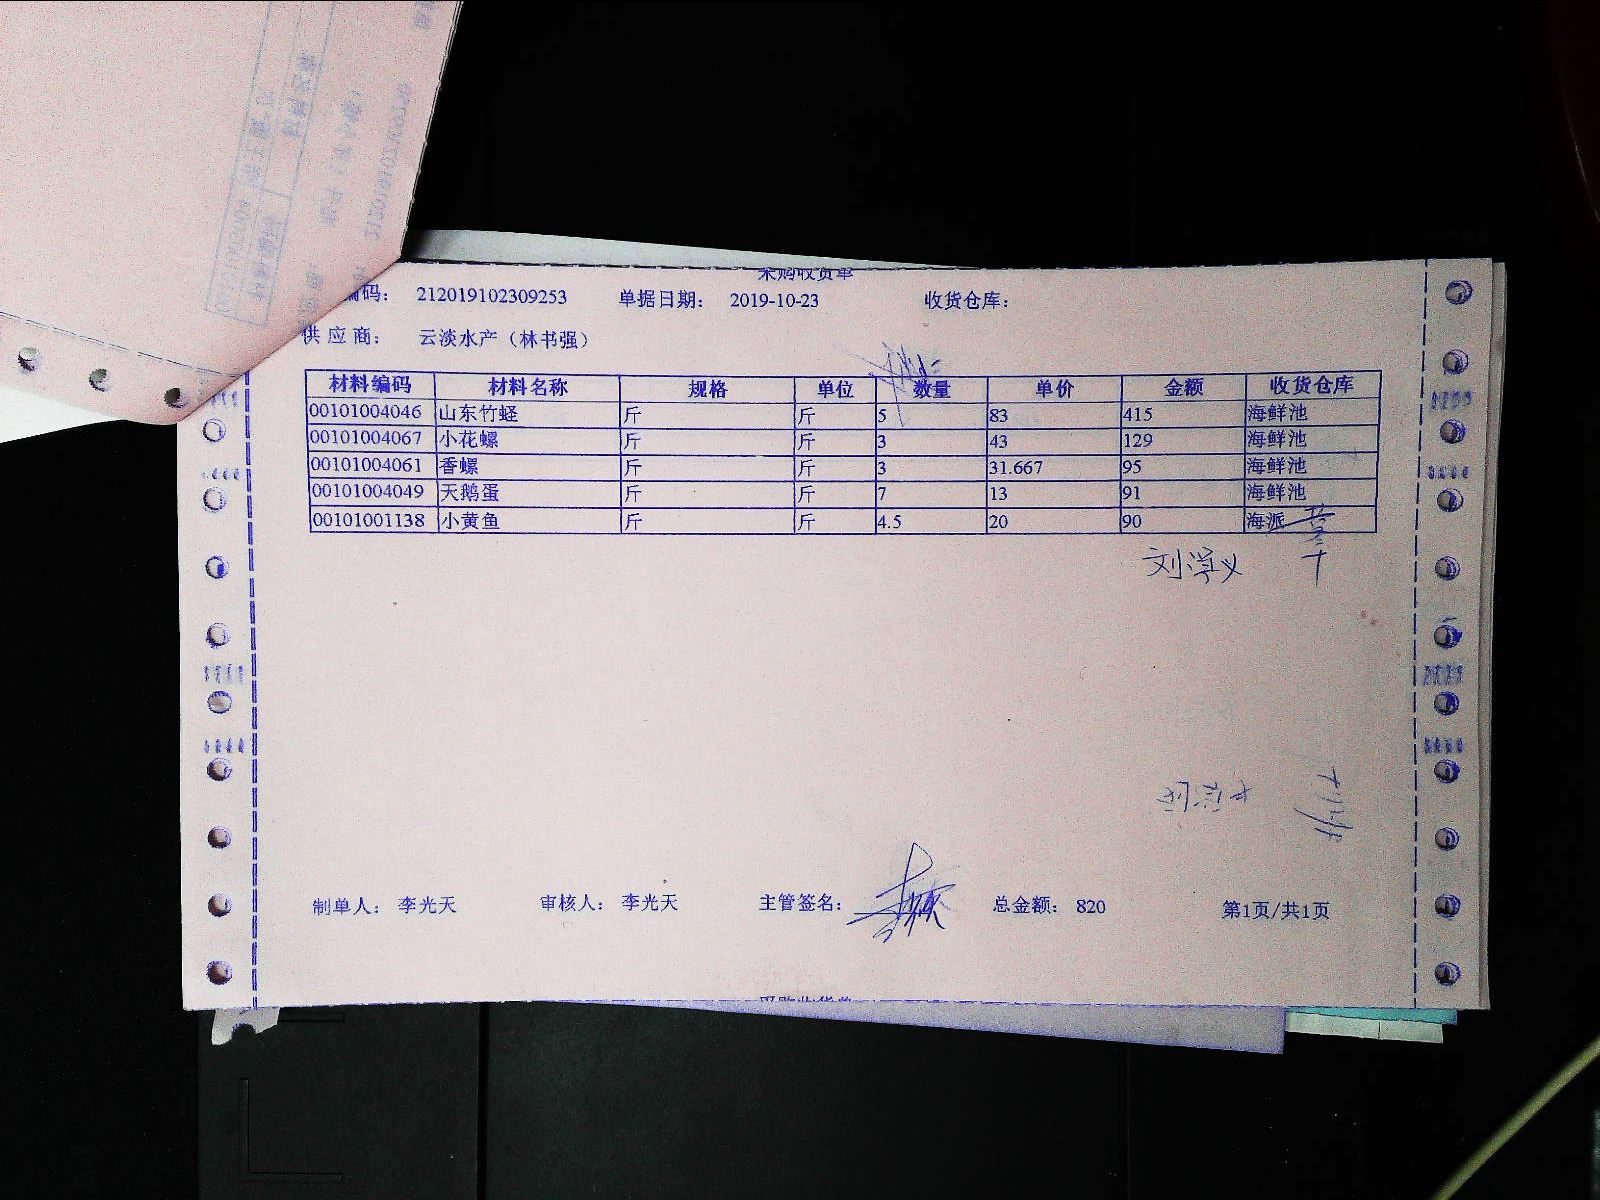 采购收货单
编码： 212019102309253 单据日期： 2019-10-23 收货仓库：
供 应 商： 云淡水产（林书强）
材料编码 材料名称 规格 单位 数量 单价 金额 收货仓库
00101004046 山东竹蛏 斤 斤 5 83 415 海鲜池
00101004067 小花螺 斤 斤 3 43 129 海鲜池
00101004061 香螺 斤 斤 3 31.667 95 海鲜池
00101004049 天鹅蛋 斤 斤 7 13 91 海鲜池
00101001138 小黄鱼 斤 斤 4.5 20 90 海派
刘学义
制单人： 李光天 审核人： 李光天 主管签名： 总金额： 820 第1页/共1页